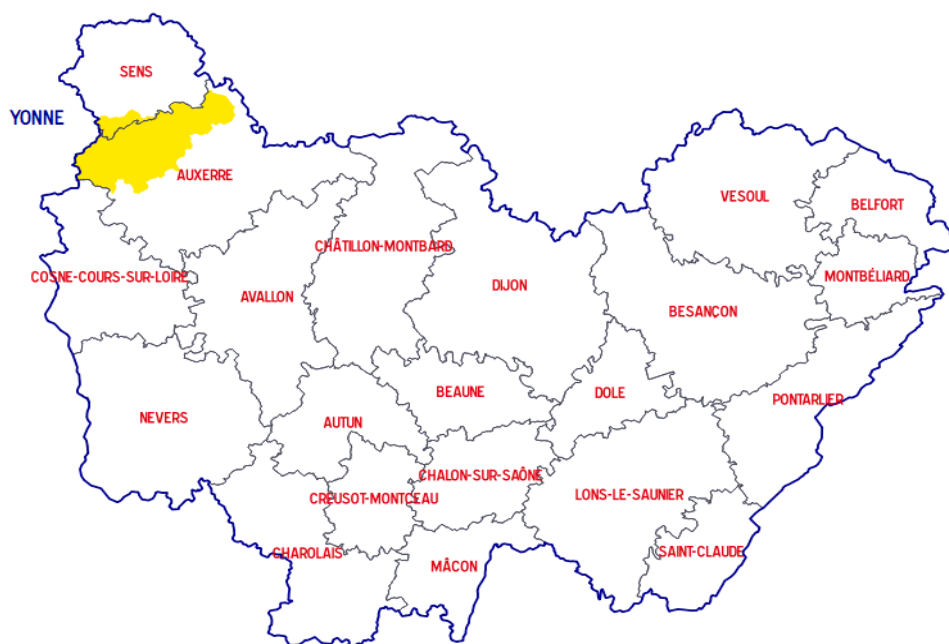 SENS
YONNE
AUXERRE
VESOUL
BELFORT
CHÂTILLON-MONTBARD
COSNE-COURS-SUR-LOIRE
MONTBÉLIARD
DIJON
AVALLON
BESANÇON
BEAUNE
DOLE
PONTARLIER
NEVERS
AUTUN
CHALON-SUR-SAÔNE
LONS-LE-SAUNIER
CREUSOT-MONTCEAU
SAINT-CLAUDE
CHAROLAIS
MÂCON